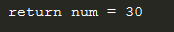 return num = 30